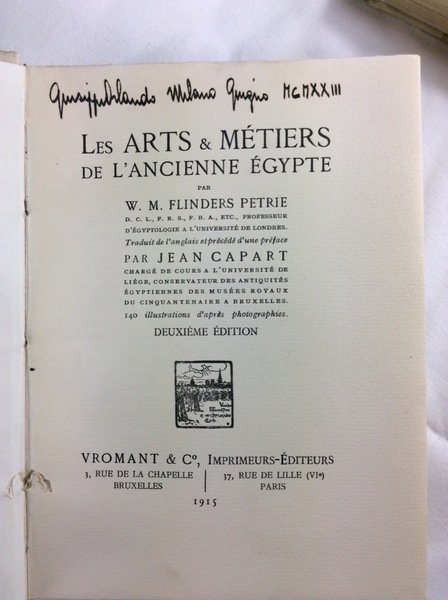 Milano Giugno MCMXXIII
LES ARTS & MÉTIERS
DE L'ANCIENNE ÉGYPTE
PAR
W. M. FLINDERS PETRIE
D. C. L., F. R. S., F. B. A., ETC., PROFESSEUR
D'ÉGYPTOLOGIE A L'UNIVERSITÉ DE LONDRES.
Traduit de l'anglais et précédé d'une préface
PAR JEAN CAPART
CHARGÉ DE COURS A L'UNIVERSITÉ DE
LIÉGE, CONSERVATEUR DES ANTIQUITÉS
ÉGYPTIENNES DES MUSÉES ROYAUX
DU CINQUANTENAIRE A BRUXELLES.
140 illustrations d'après photographies.
DEUXIÈME ÉDITION
VROMANT & Cº, IMPRIMEURS-ÉDITEURS
3, RUE DE LA CHAPELLE
BRUXELLES
37, RUE DE LILLE (VIe)
PARIS
1915